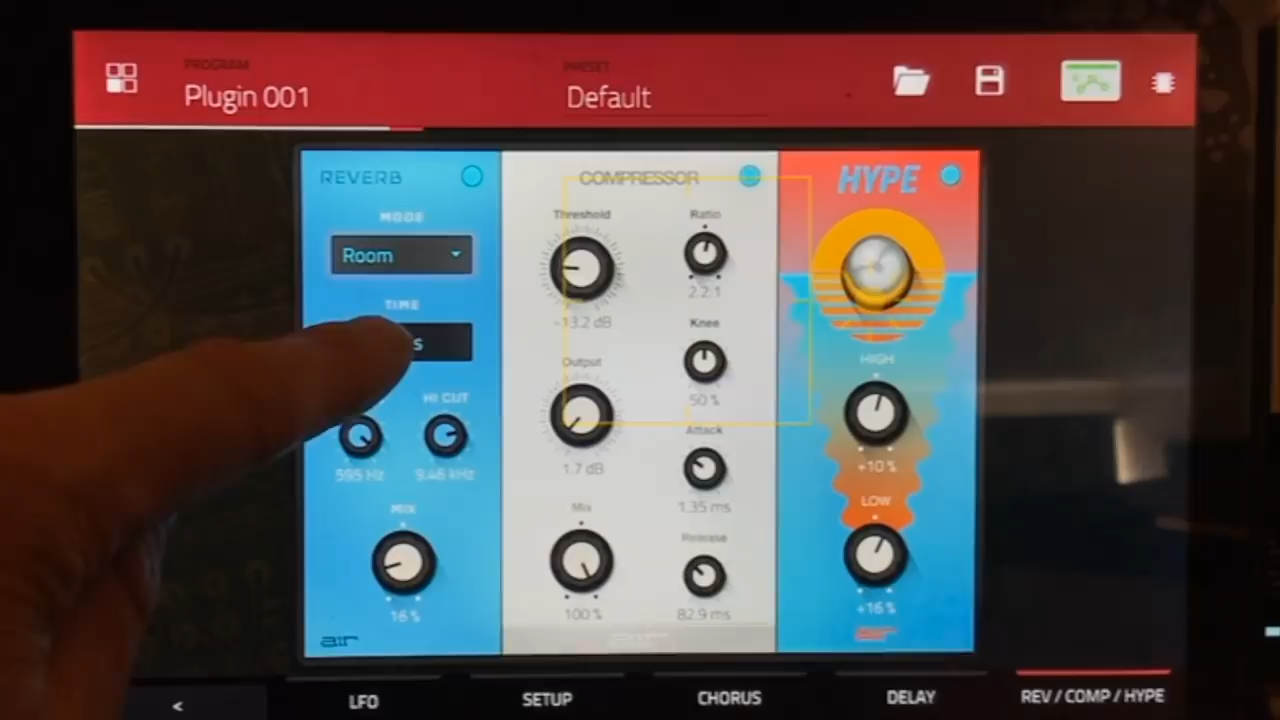 PROGRAM
Plugin 001
PRESET
Default
REVERB
MODE
Room
TIME
S
HI CUT
595 Hz
9.46 kHz
MIX
16 %
air
COMPRESSOR
Threshold
-13.2 dB
Ratio
2.2:1
Output
1.7 dB
Knee
50 %
Attack
1.35 ms
Mix
100 %
Release
82.9 ms
air
HYPE
HIGH
+10 %
LOW
+16 %
air
<
LFO
SETUP
CHORUS
DELAY
REV / COMP / HYPE